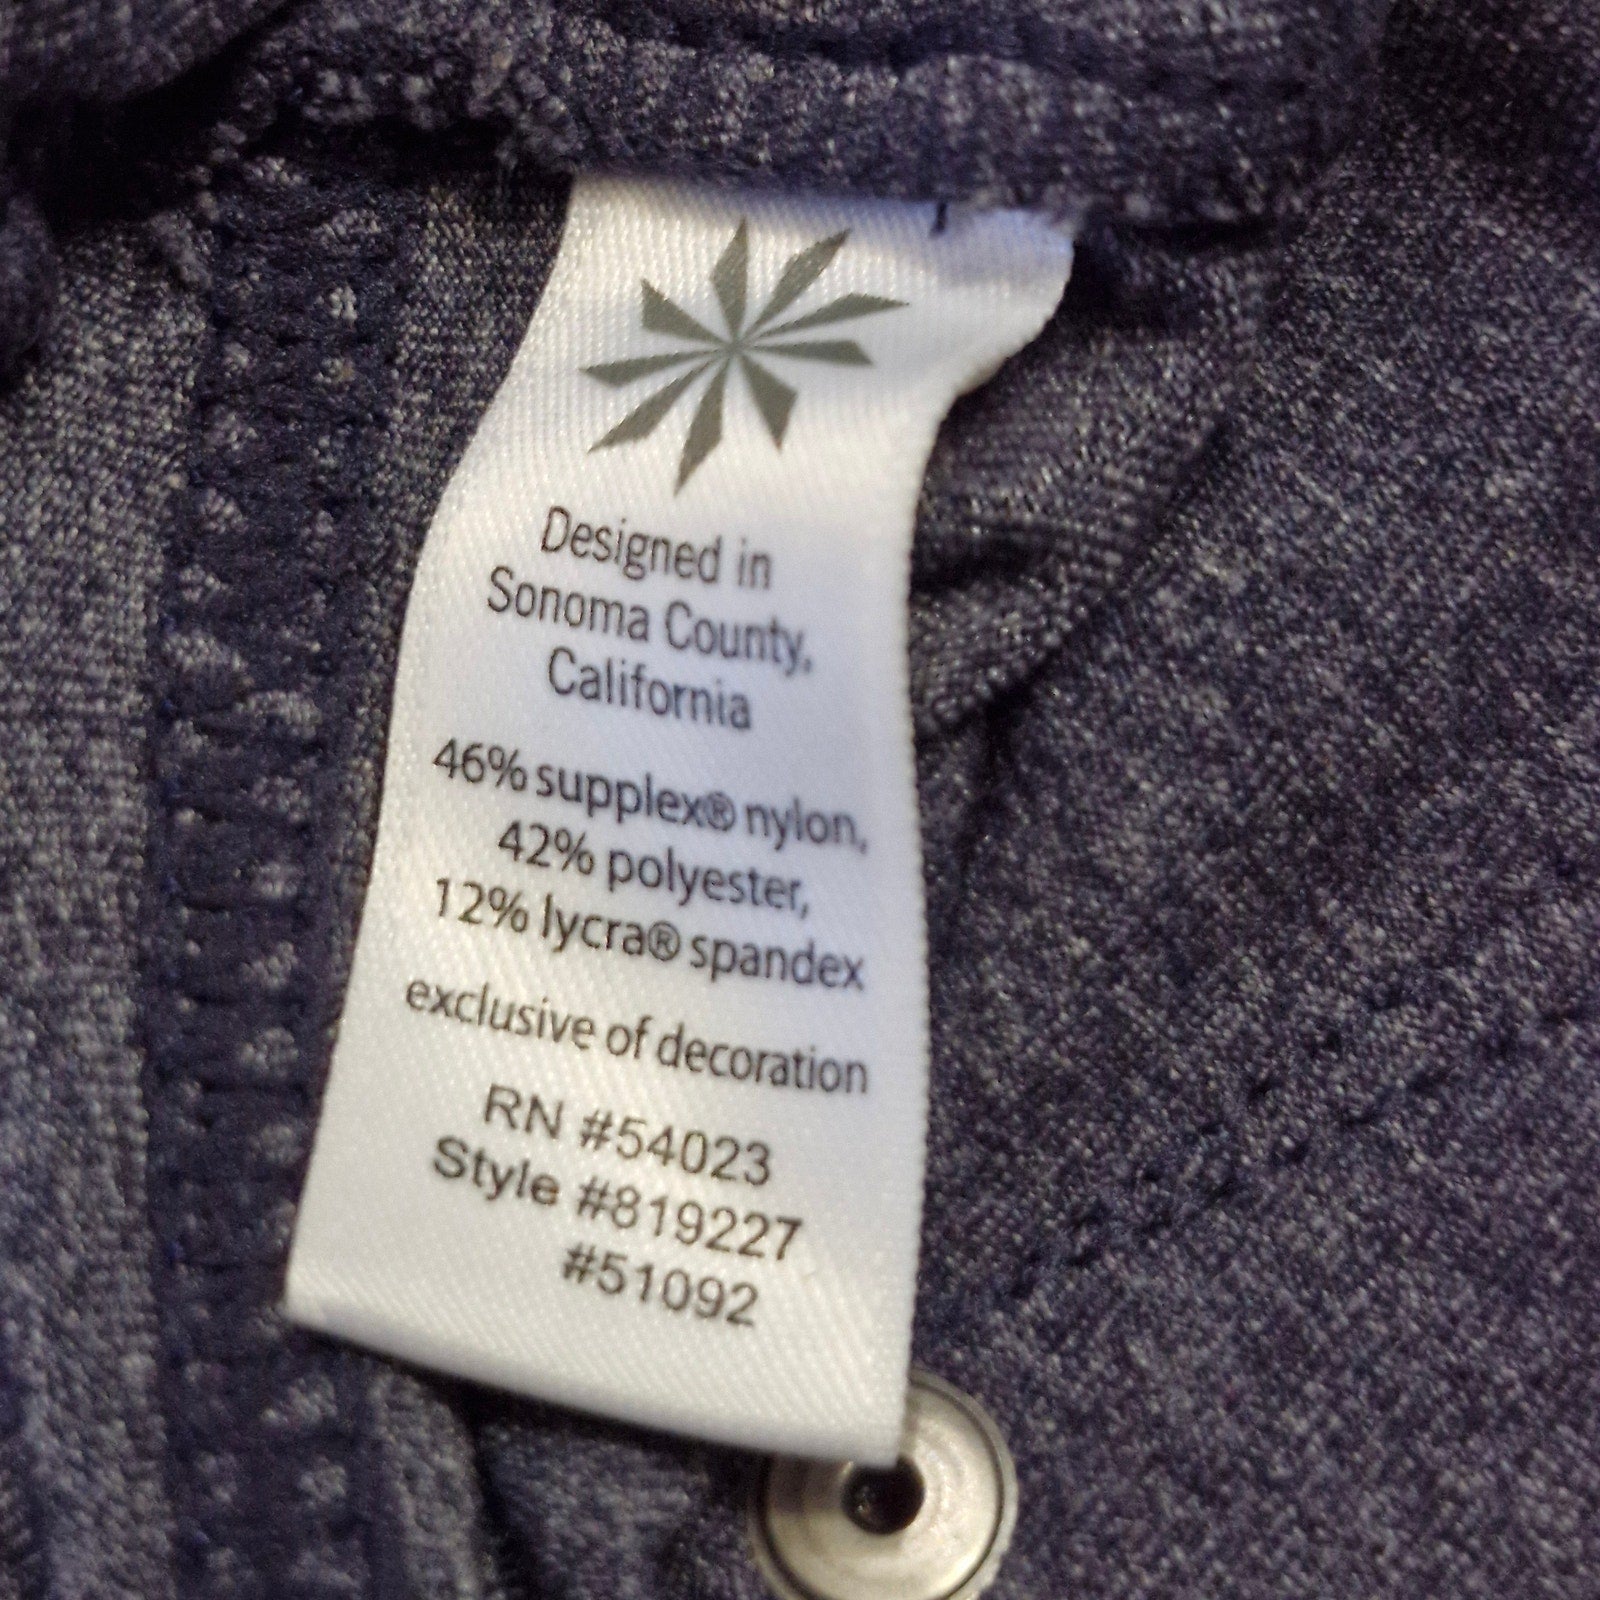 Designed in
Sonoma County,
California
46% supplex® nylon,
42% polyester,
12% lycra® spandex
exclusive of decoration
RN #54023
Style #819227
#51092